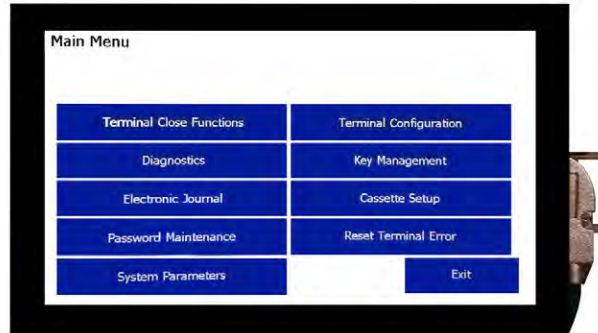 Main Menu
Terminal Close Functions
Terminal Configuration
Diagnostics
Key Management
Electronic Journal
Cassette Setup
Password Maintenance
Reset Terminal Error
System Parameters
Exit